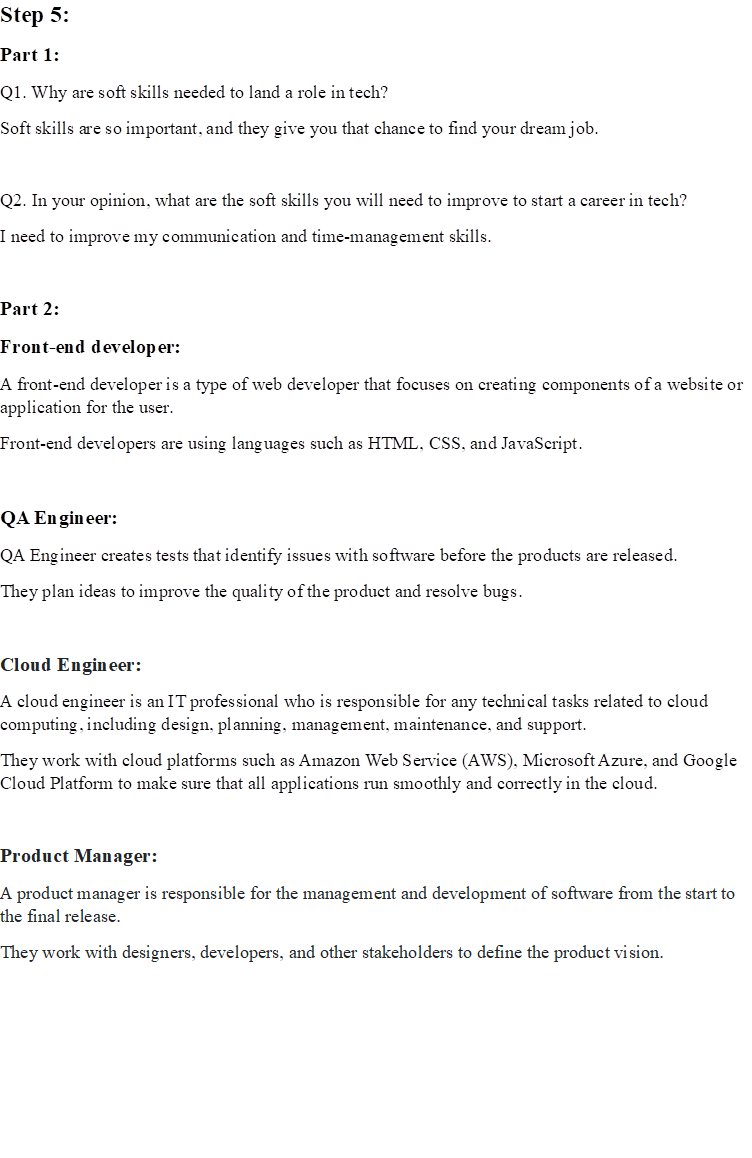 Step 5:
Part 1:
Q1. Why are soft skills needed to land a role in tech?
Soft skills are so important, and they give you that chance to find your dream job.
Q2. In your opinion, what are the soft skills you will need to improve to start a career in tech?
I need to improve my communication and time-management skills.
Part 2:
Front-end developer:
A front-end developer is a type of web developer that focuses on creating components of a website or
application for the user.
Front-end developers are using languages such as HTML, CSS, and JavaScript.
QA Engineer:
QA Engineer creates tests that identify issues with software before the products are released.
They plan ideas to improve the quality of the product and resolve bugs.
Cloud Engineer:
A cloud engineer is an IT professional who is responsible for any technical tasks related to cloud
computing, including design, planning, management, maintenance, and support.
They work with cloud platforms such as Amazon Web Service (AWS), Microsoft Azure, and Google
Cloud Platform to make sure that all applications run smoothly and correctly in the cloud.
Product Manager:
A product manager is responsible for the management and development of software from the start to
the final release.
They work with designers, developers, and other stakeholders to define the product vision.